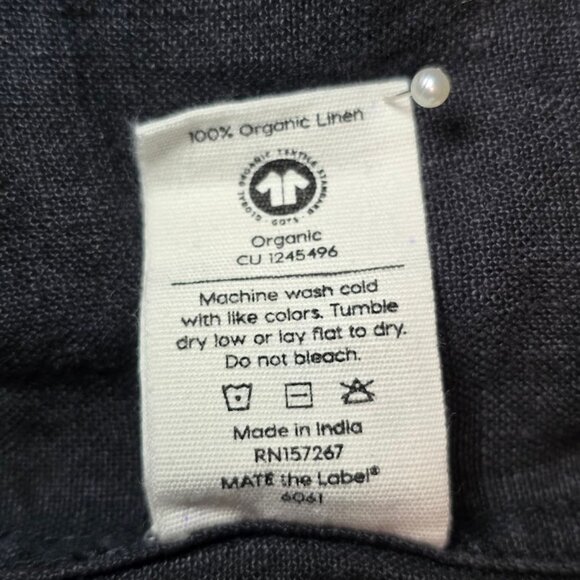 100% Organic Linen
GLOBAL ORGANIC TEXTILE STANDARD · GOTS ·
Organic
CU 1245496
Machine wash cold
with like colors. Tumble
dry low or lay flat to dry.
Do not bleach.
Made in India
RN157267
MATE the Label®
6061